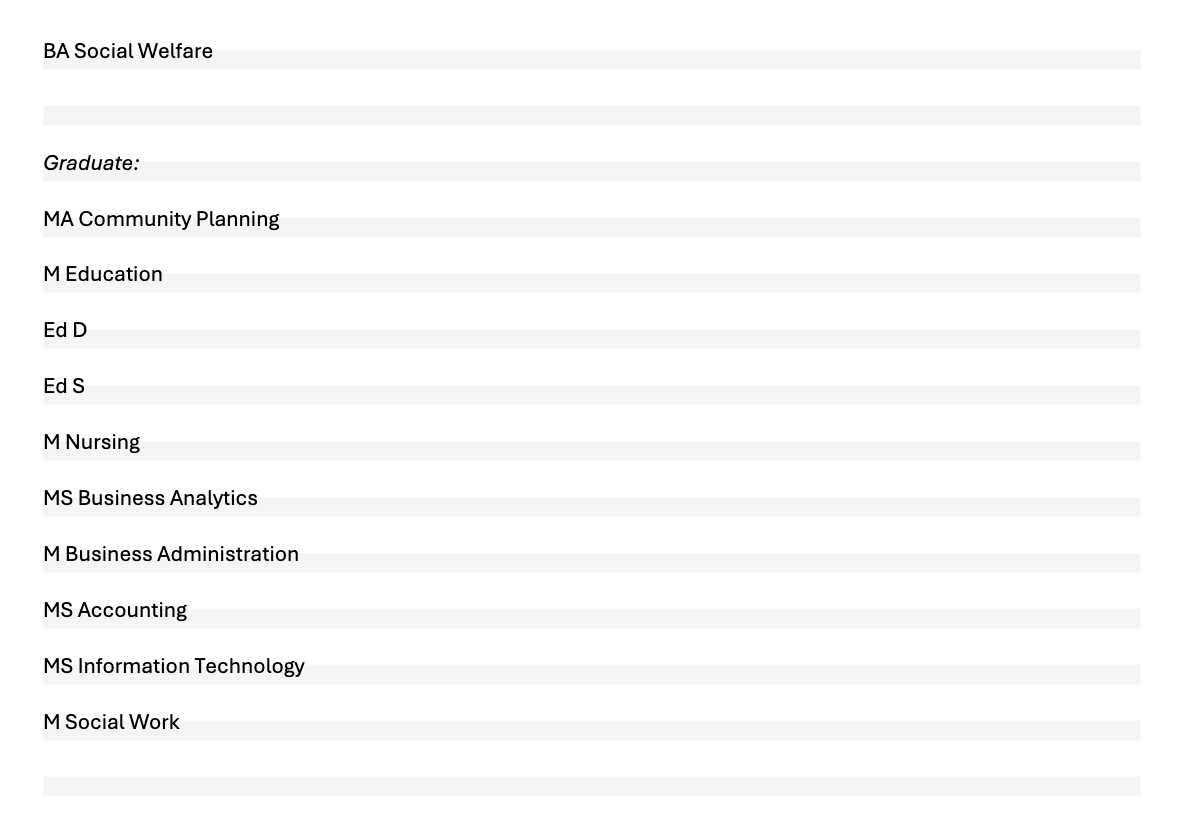 BA Social Welfare
Graduate:
MA Community Planning
M Education
Ed D
Ed S
M Nursing
MS Business Analytics
M Business Administration
MS Accounting
MS Information Technology
M Social Work